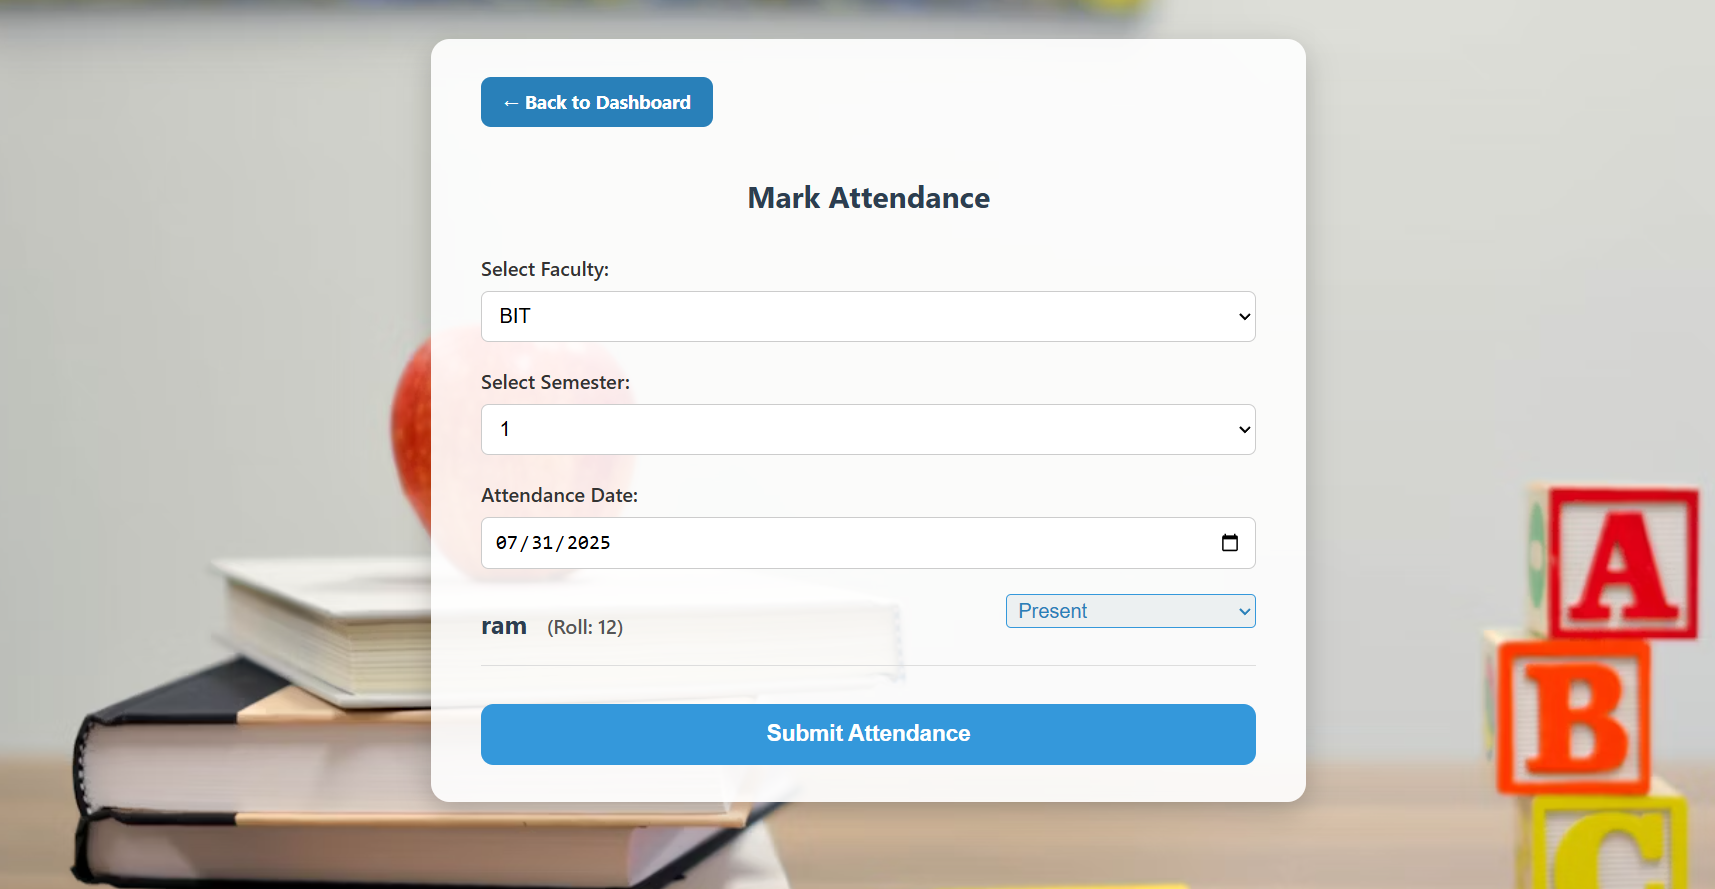 ← Back to Dashboard
Mark Attendance
Select Faculty:
BIT
Select Semester:
1
Attendance Date:
07/31/2025
ram (Roll: 12) Present
Submit Attendance
A
B
C